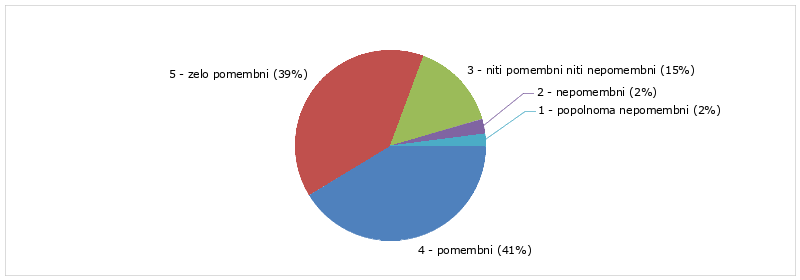 5 - zelo pomembni (39%)
3 - niti pomembni niti nepomembni (15%)
2 - nepomembni (2%)
1 - popolnoma nepomembni (2%)
4 - pomembni (41%)